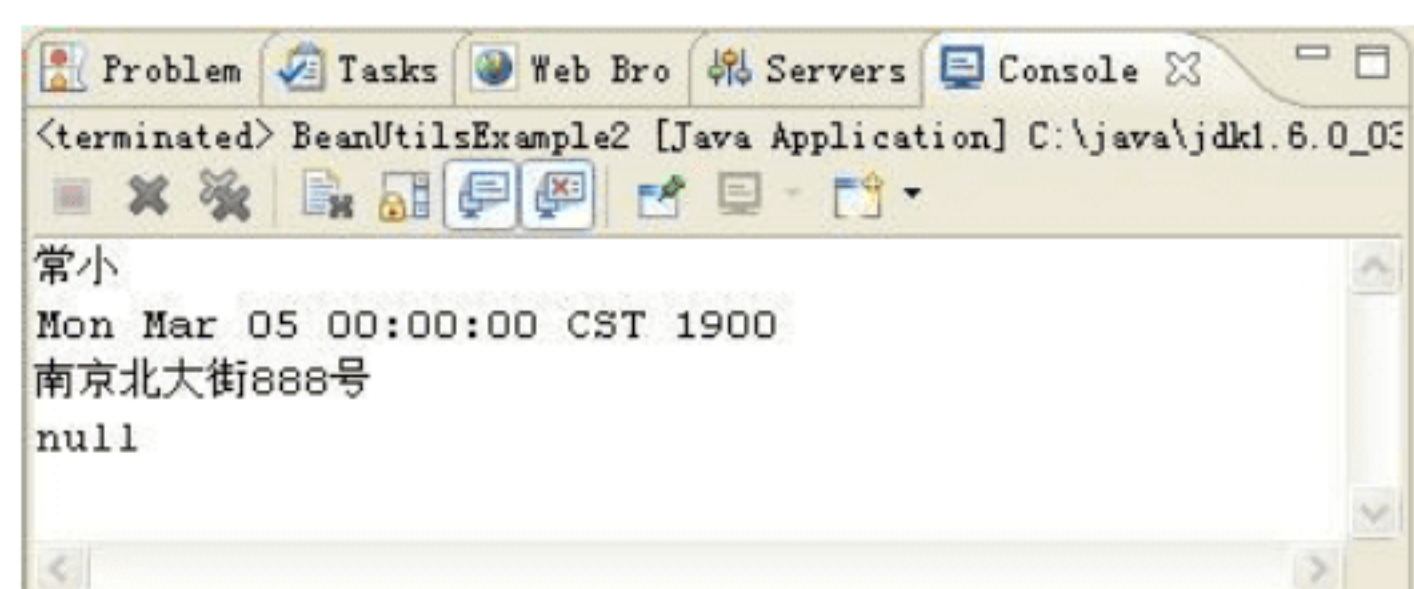 Problem Tasks Web Bro Servers Console
<terminated> BeanUtilsExample2 [Java Application] C:\java\jdk1.6.0_03
常小
Mon Mar 05 00:00:00 CST 1900
南京北大街888号
null